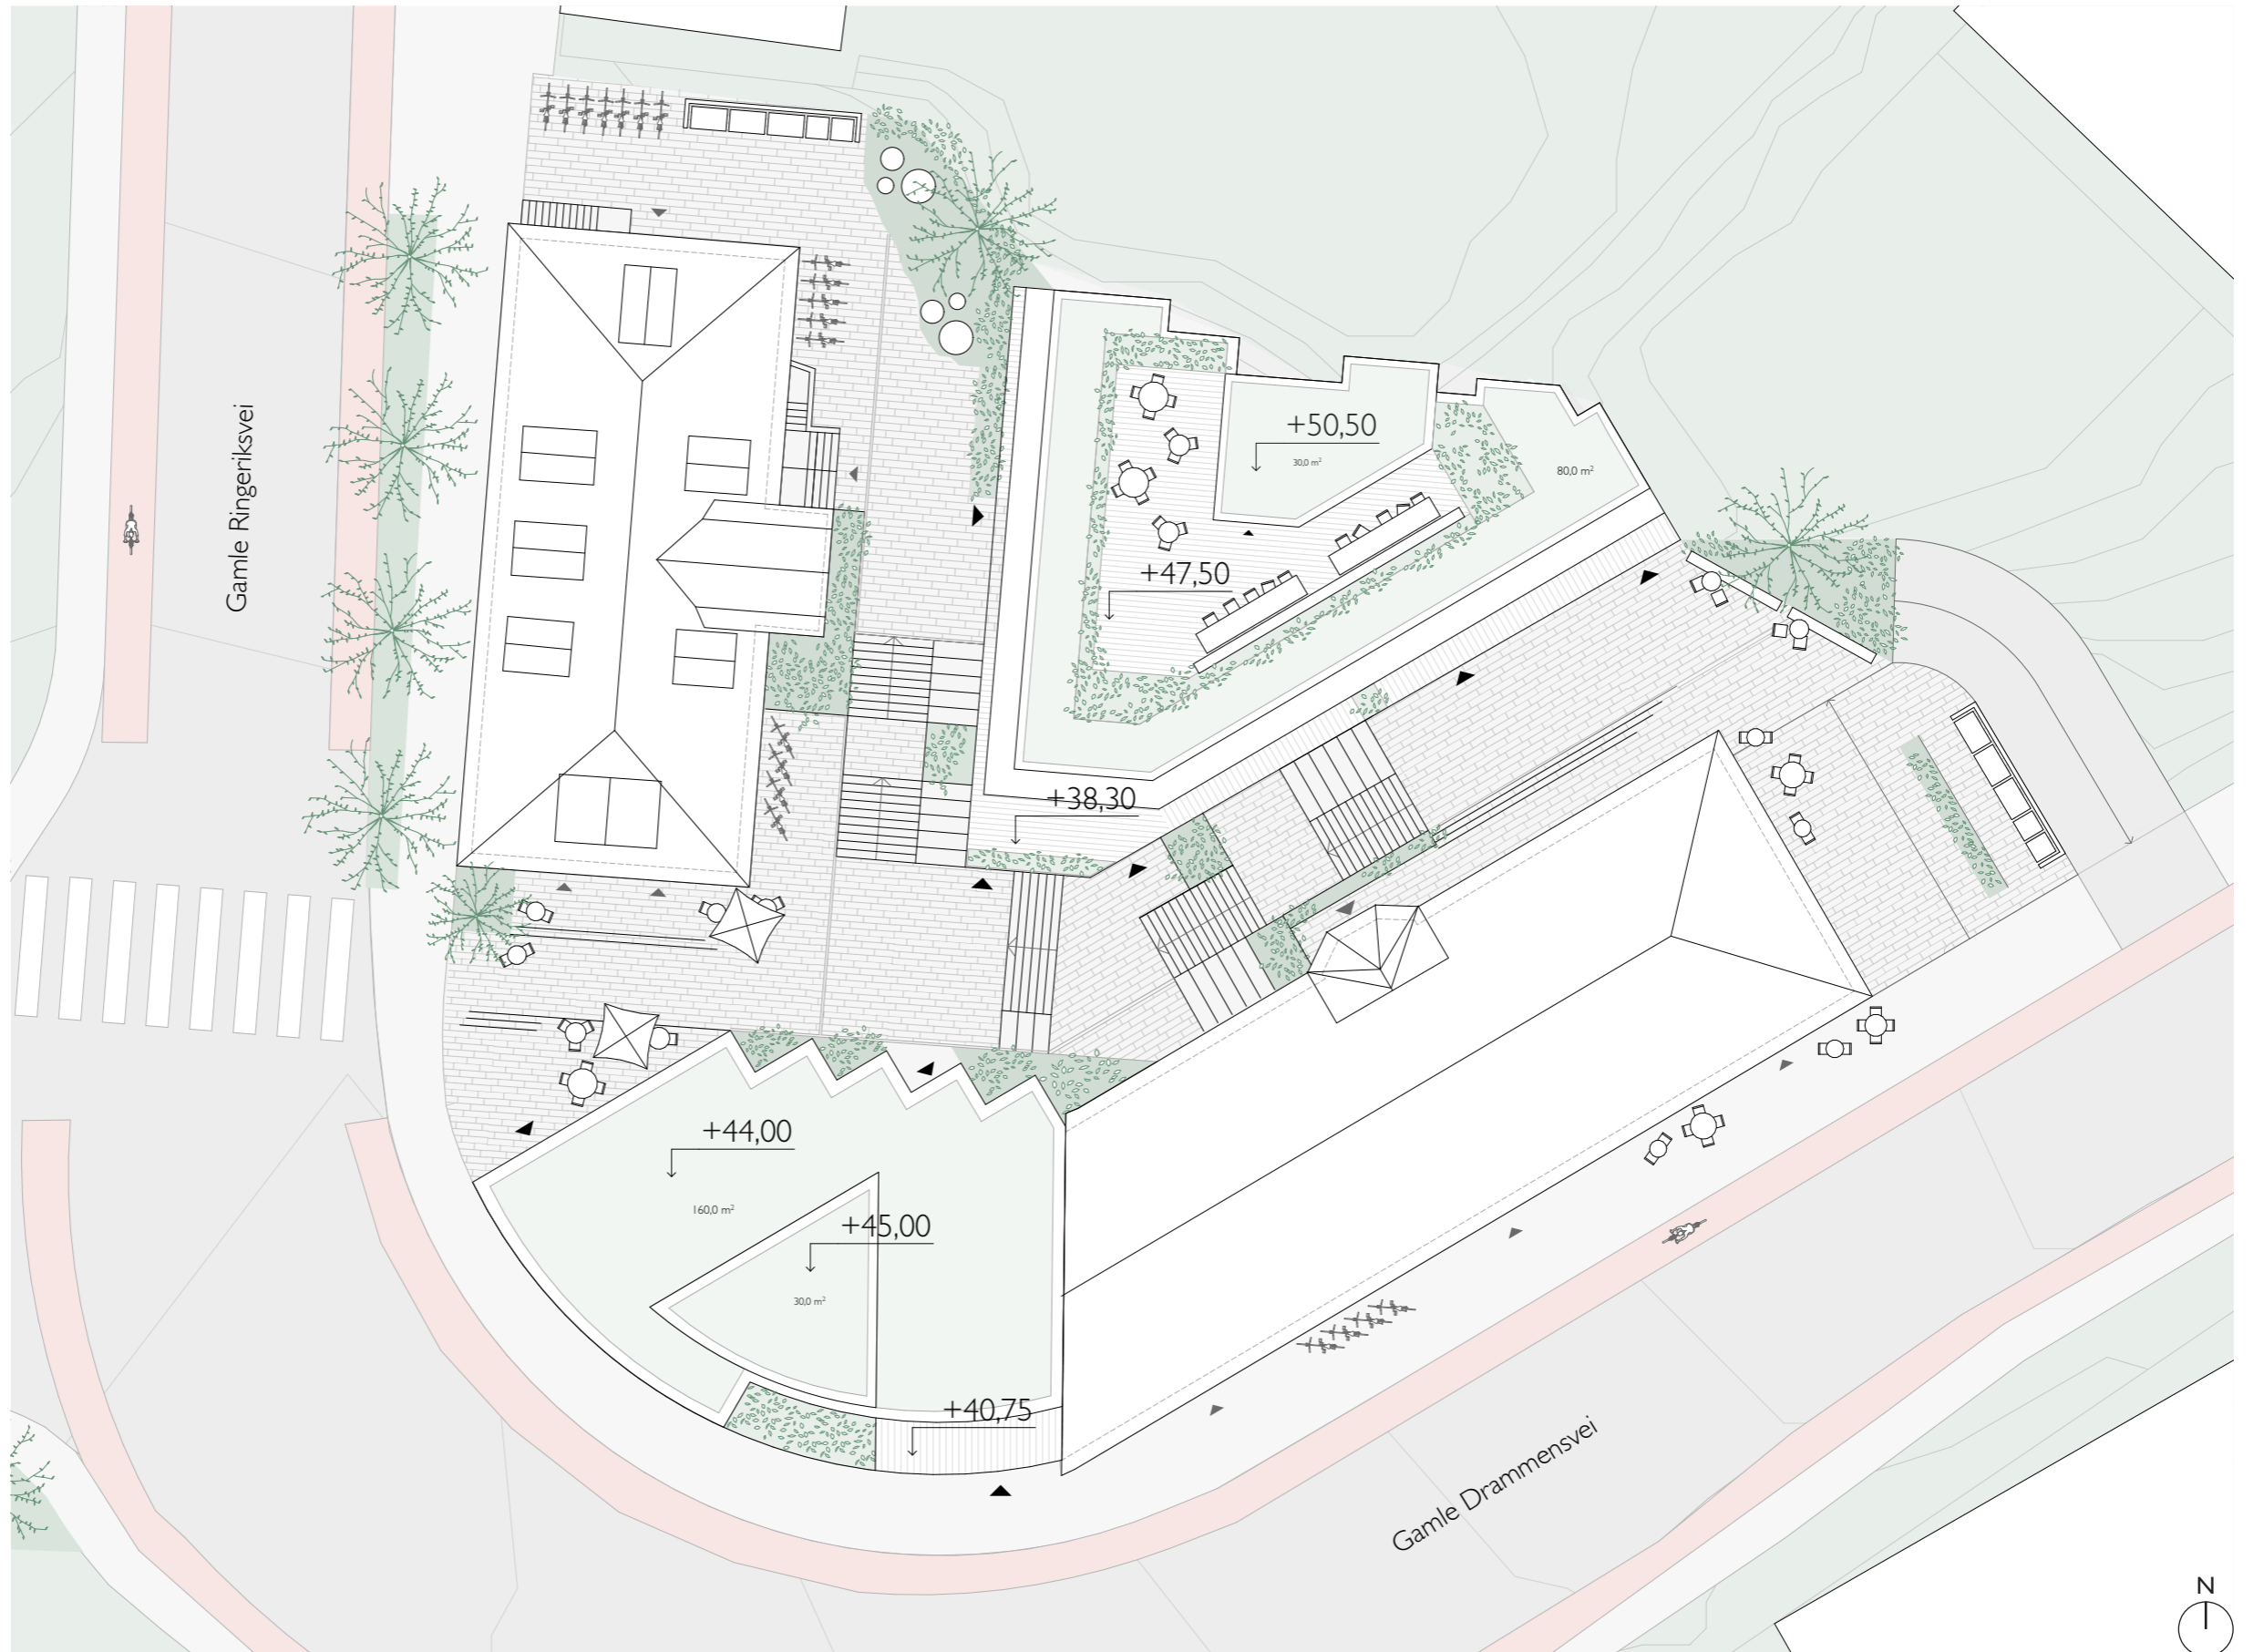 Gamle Ringeriksvei
+50,50
30,0 m²
80,0 m²
+47,50
+38,30
+44,00
160,0 m²
+45,00
30,0 m²
+40,75
Gamle Drammensvei
N